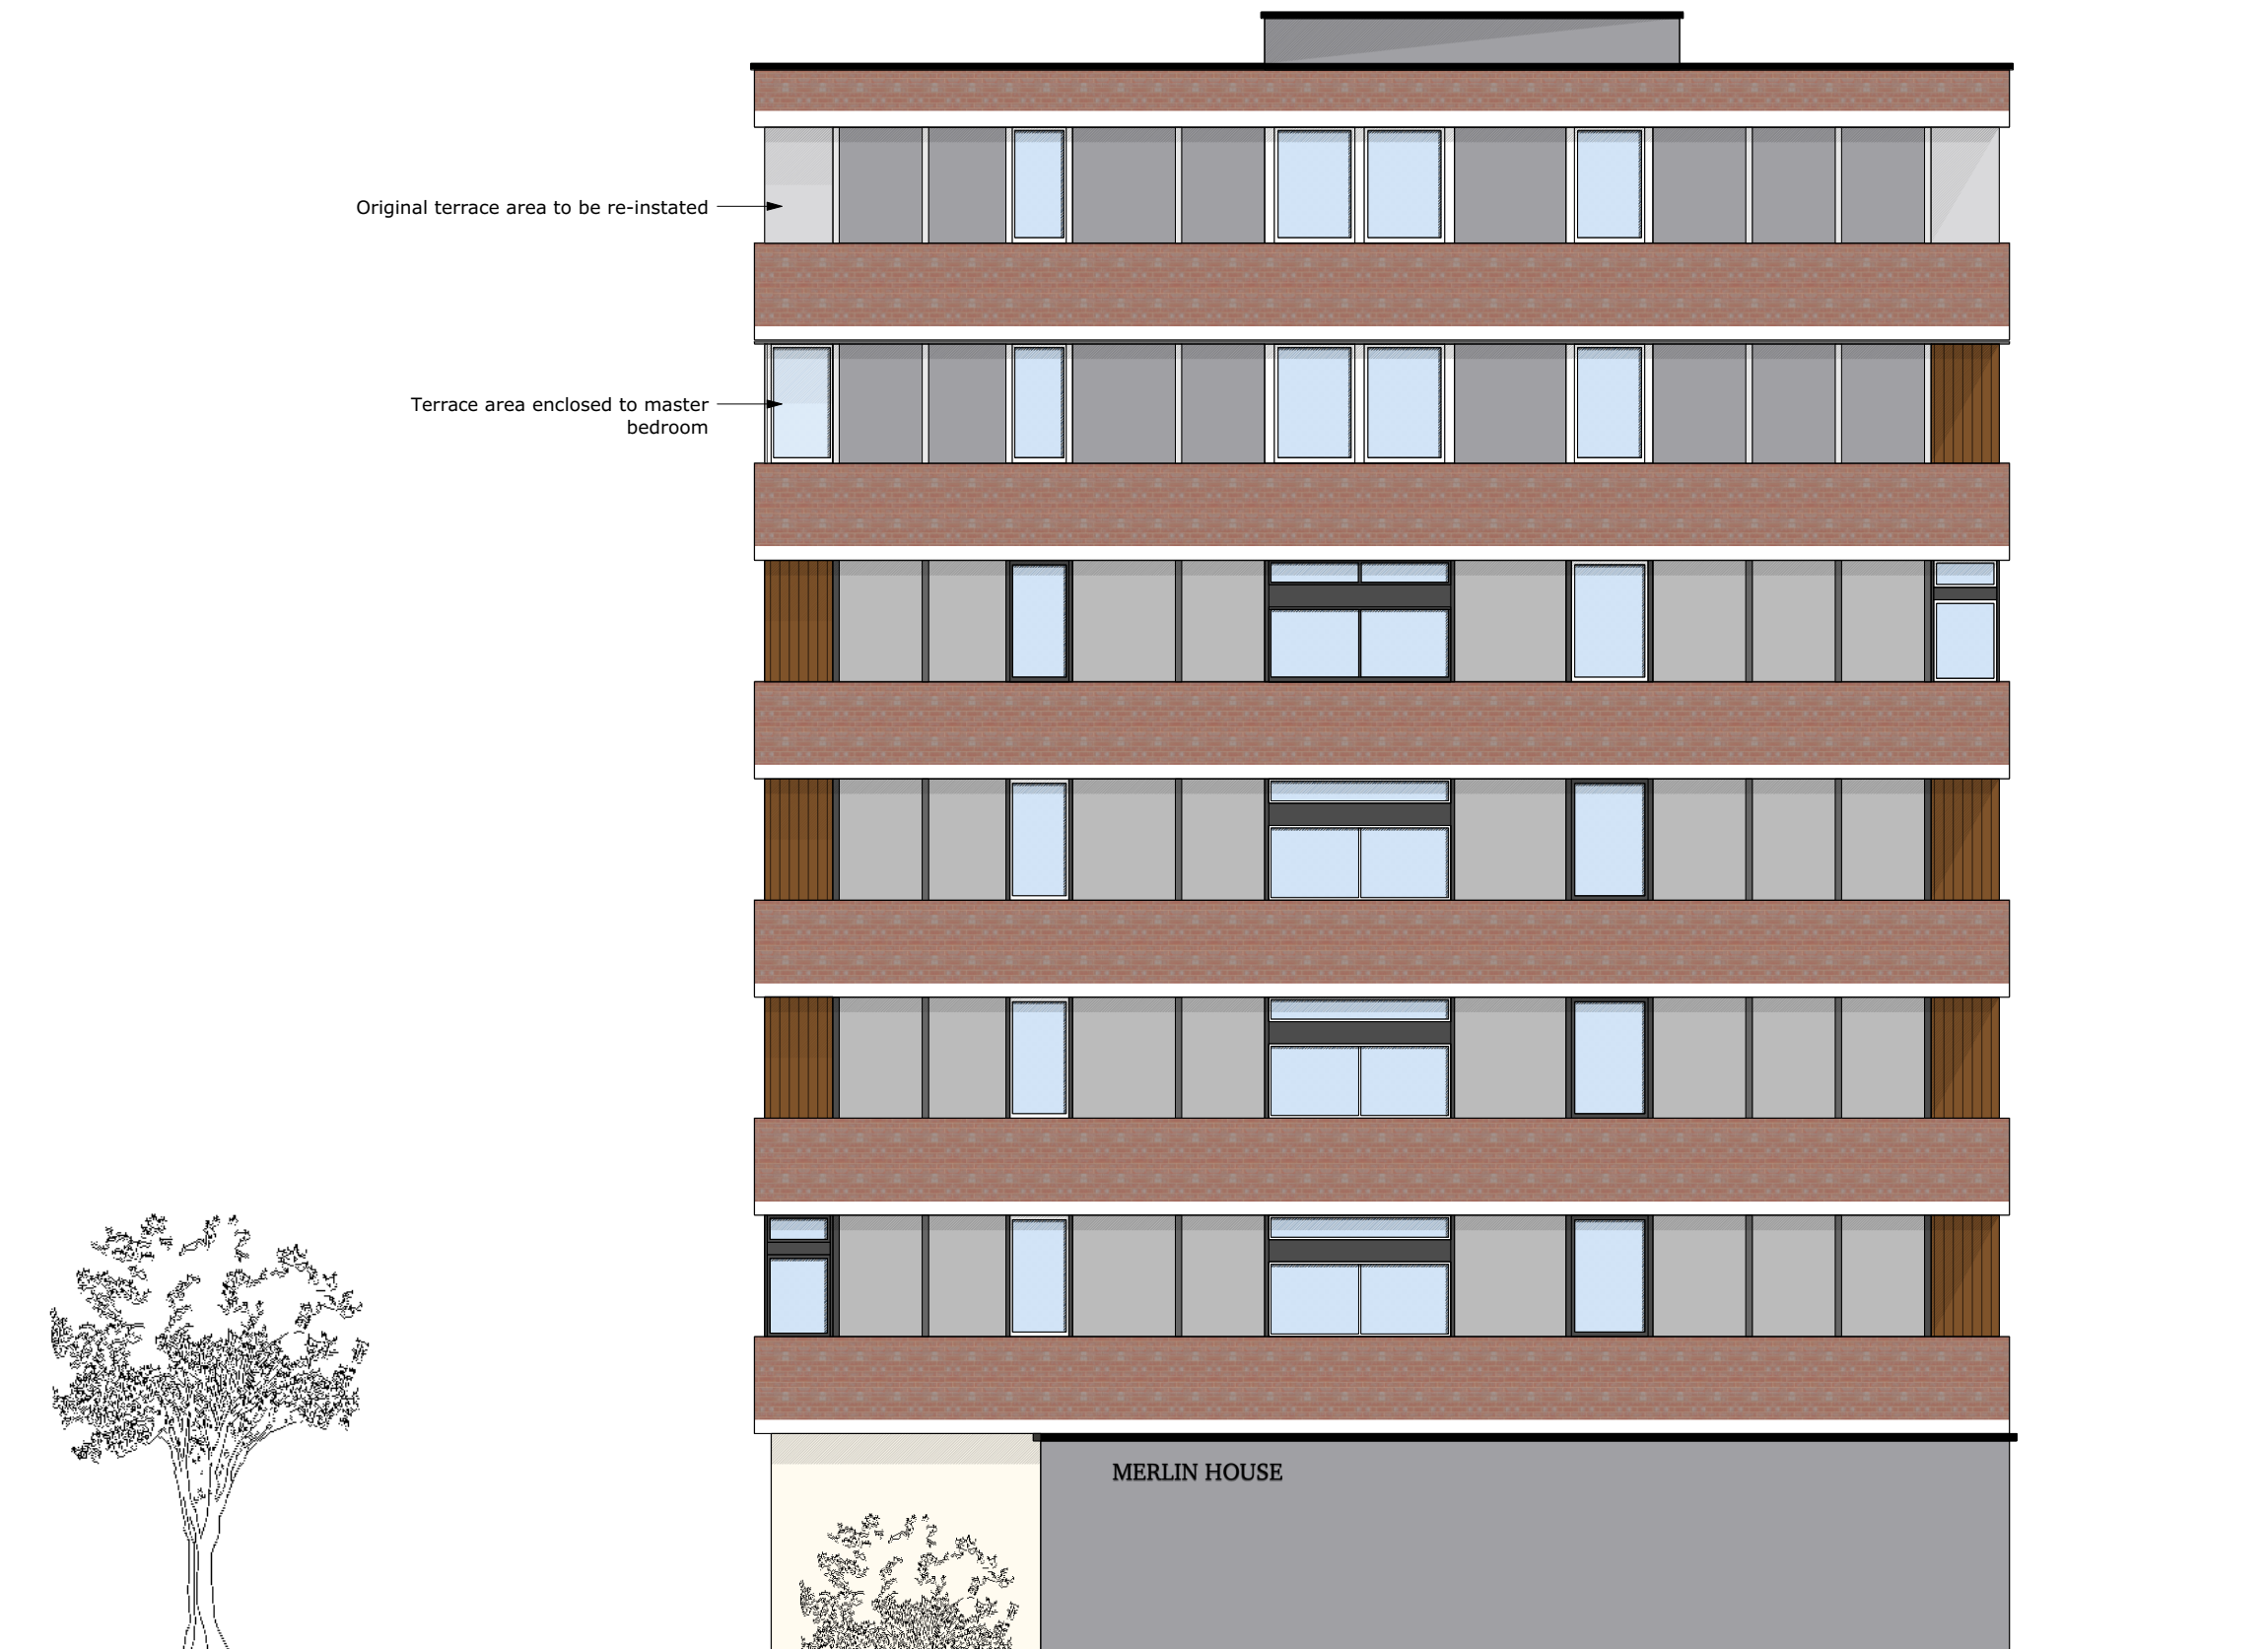 Original terrace area to be re-instated
Terrace area enclosed to master
bedroom
MERLIN HOUSE